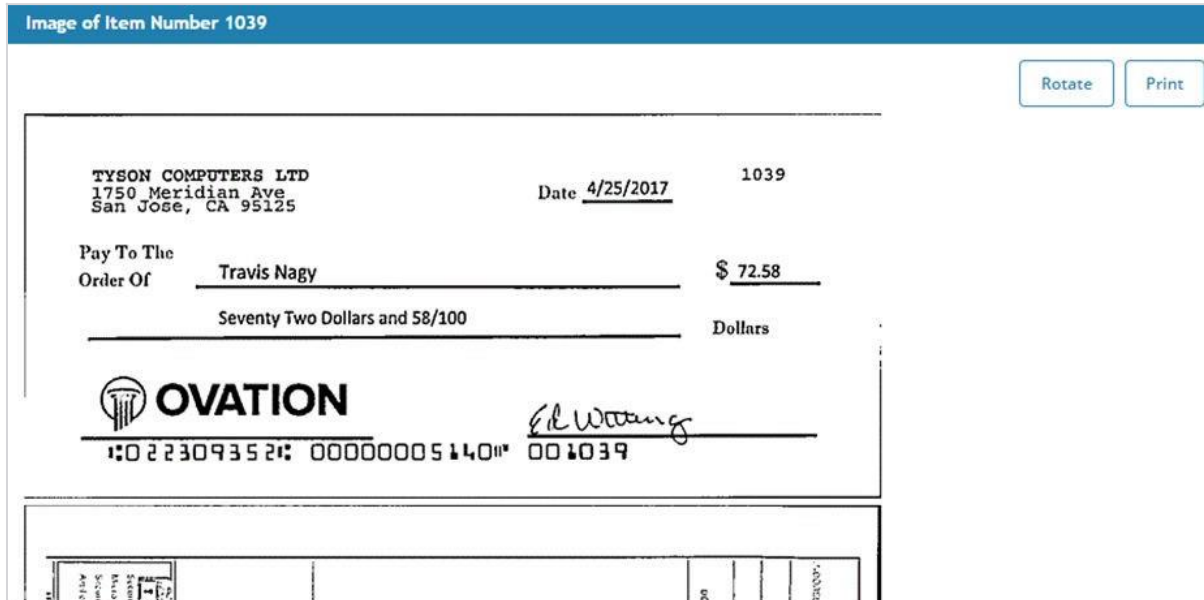 Image of Item Number 1039
Rotate Print
TYSON COMPUTERS LTD
1750 Meridian Ave
San Jose, CA 95125
Date 4/25/2017
1039
Pay To The
Order Of Travis Nagy $ 72.58
Seventy Two Dollars and 58/100 Dollars
OVATION
⑆022309352⑆ 00000005140⑈ 001039